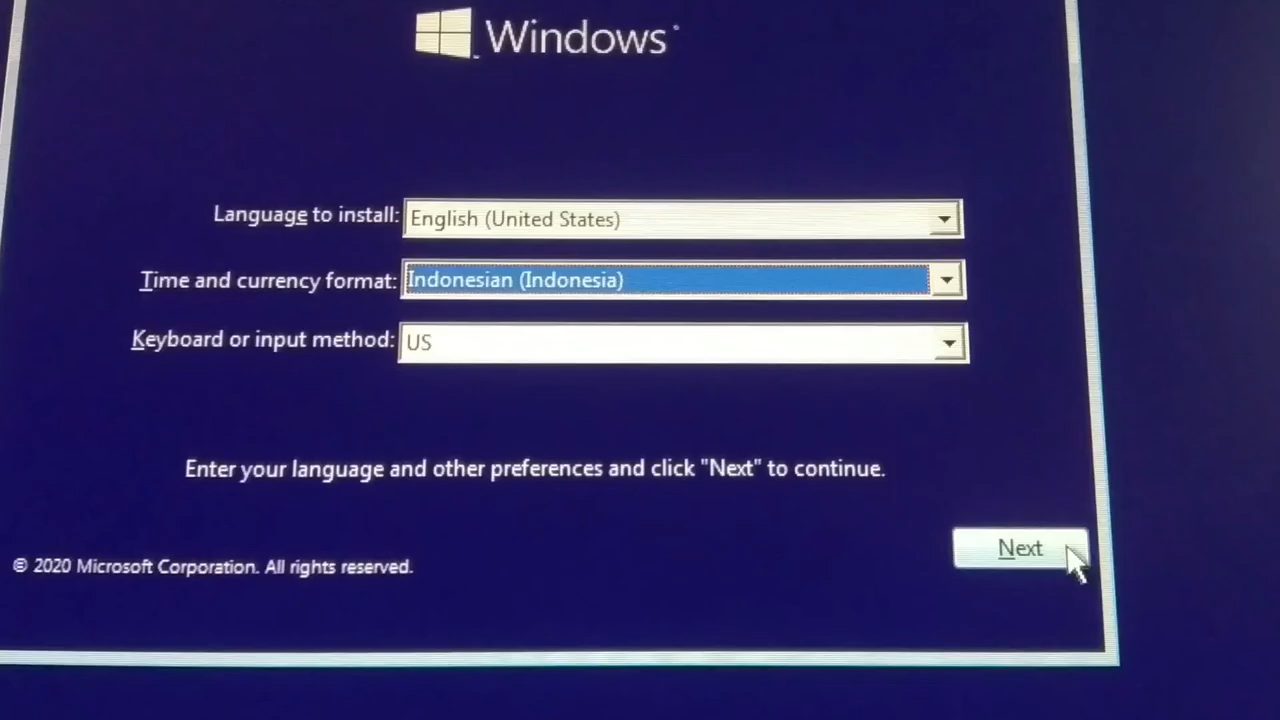 Windows
Language to install: English (United States)
Time and currency format: Indonesian (Indonesia)
Keyboard or input method: US
Enter your language and other preferences and click "Next" to continue.
Next
© 2020 Microsoft Corporation. All rights reserved.